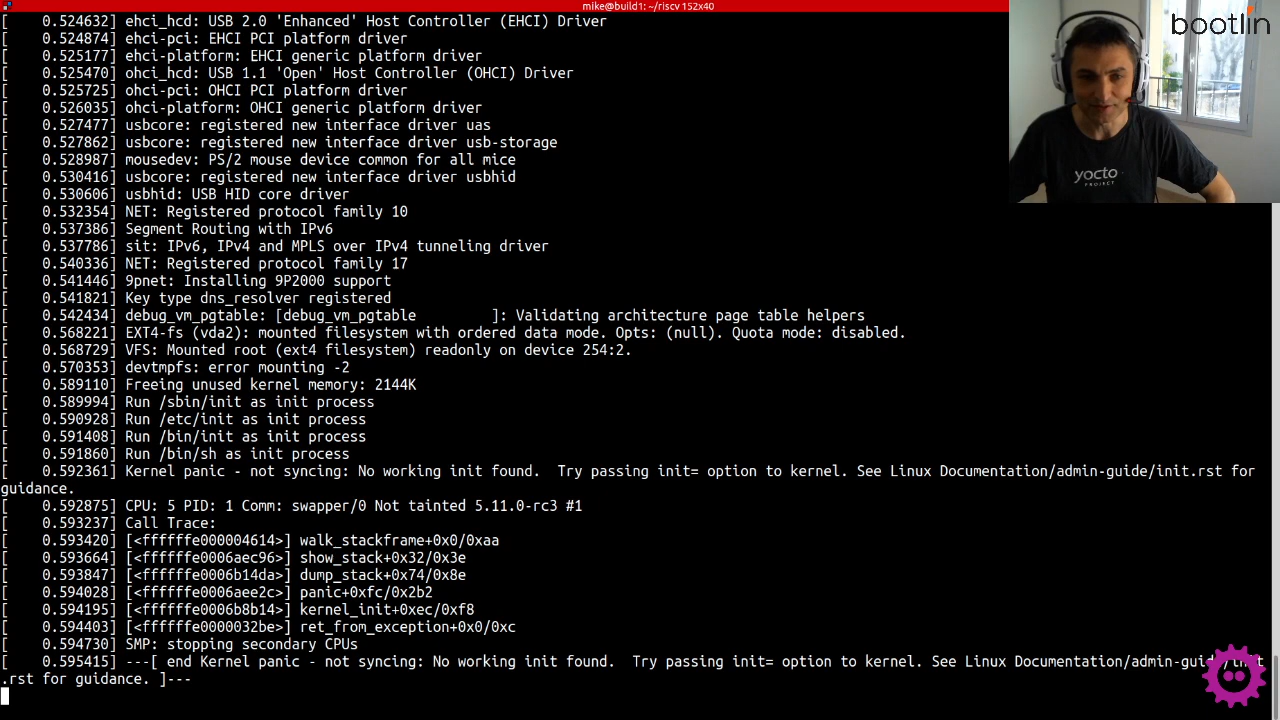 mike@build1: ~/riscv 152x40
[    0.524632] ehci_hcd: USB 2.0 'Enhanced' Host Controller (EHCI) Driver
[    0.524874] ehci-pci: EHCI PCI platform driver
[    0.525177] ehci-platform: EHCI generic platform driver
[    0.525470] ohci_hcd: USB 1.1 'Open' Host Controller (OHCI) Driver
[    0.525725] ohci-pci: OHCI PCI platform driver
[    0.526035] ohci-platform: OHCI generic platform driver
[    0.527477] usbcore: registered new interface driver uas
[    0.527862] usbcore: registered new interface driver usb-storage
[    0.528987] mousedev: PS/2 mouse device common for all mice
[    0.530416] usbcore: registered new interface driver usbhid
[    0.530606] usbhid: USB HID core driver
[    0.532354] NET: Registered protocol family 10
[    0.537386] Segment Routing with IPv6
[    0.537786] sit: IPv6, IPv4 and MPLS over IPv4 tunneling driver
[    0.540336] NET: Registered protocol family 17
[    0.541446] 9pnet: Installing 9P2000 support
[    0.541821] Key type dns_resolver registered
[    0.542434] debug_vm_pgtable: [debug_vm_pgtable         ]: Validating architecture page table helpers
[    0.568221] EXT4-fs (vda2): mounted filesystem with ordered data mode. Opts: (null). Quota mode: disabled.
[    0.568729] VFS: Mounted root (ext4 filesystem) readonly on device 254:2.
[    0.570353] devtmpfs: error mounting -2
[    0.589110] Freeing unused kernel memory: 2144K
[    0.589994] Run /sbin/init as init process
[    0.590928] Run /etc/init as init process
[    0.591408] Run /bin/init as init process
[    0.591860] Run /bin/sh as init process
[    0.592361] Kernel panic - not syncing: No working init found.  Try passing init= option to kernel. See Linux Documentation/admin-guide/init.rst for
guidance.
[    0.592875] CPU: 5 PID: 1 Comm: swapper/0 Not tainted 5.11.0-rc3 #1
[    0.593237] Call Trace:
[    0.593420] [<ffffffe000004614>] walk_stackframe+0x0/0xaa
[    0.593664] [<ffffffe0006aec96>] show_stack+0x32/0x3e
[    0.593847] [<ffffffe0006b14da>] dump_stack+0x74/0x8e
[    0.594028] [<ffffffe0006aee2c>] panic+0xfc/0x2b2
[    0.594195] [<ffffffe0006b8b14>] kernel_init+0xec/0xf8
[    0.594403] [<ffffffe0000032be>] ret_from_exception+0x0/0xc
[    0.594730] SMP: stopping secondary CPUs
[    0.595415] ---[ end Kernel panic - not syncing: No working init found.  Try passing init= option to kernel. See Linux Documentation/admin-guide/init
.rst for guidance. ]---
bootlin
yocto
PROJECT